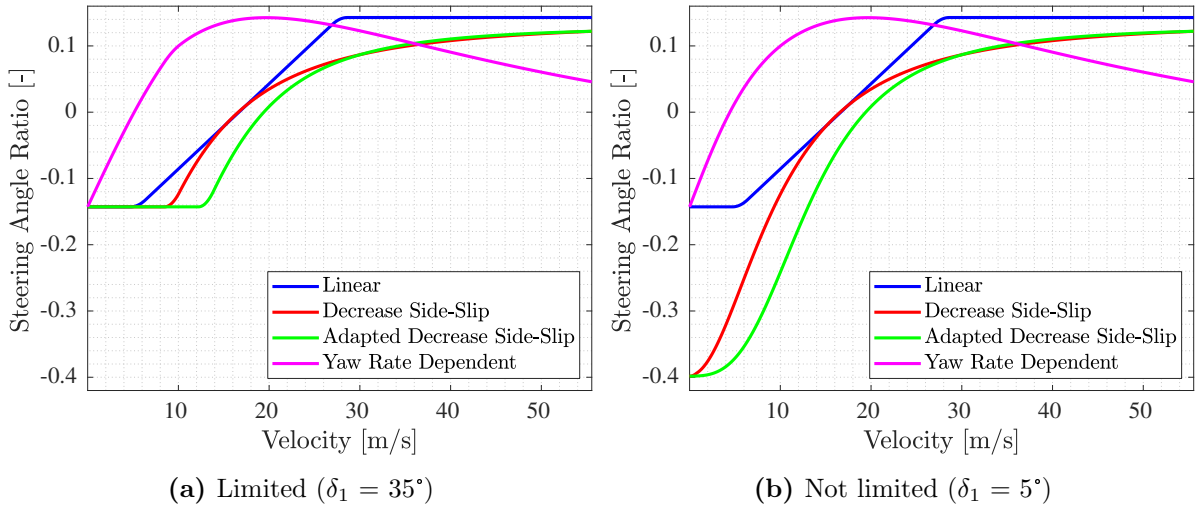 Steering Angle Ratio [-]
0.1
0
-0.1
-0.2
-0.3
-0.4
Linear
Decrease Side-Slip
Adapted Decrease Side-Slip
Yaw Rate Dependent
10 20 30 40 50
Velocity [m/s]
(a) Limited (δ₁ = 35°)
Steering Angle Ratio [-]
0.1
0
-0.1
-0.2
-0.3
-0.4
Linear
Decrease Side-Slip
Adapted Decrease Side-Slip
Yaw Rate Dependent
10 20 30 40 50
Velocity [m/s]
(b) Not limited (δ₁ = 5°)